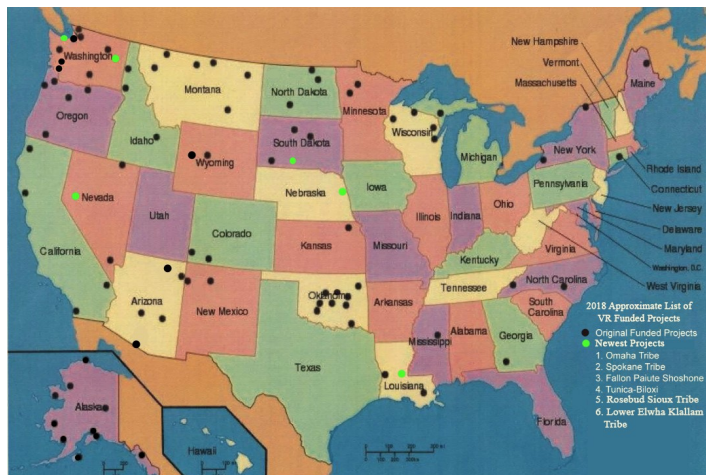 New Hampshire
Vermont
Massachusetts
Washington
Montana
North Dakota
Minnesota
Maine
Oregon
Idaho
Wisconsin
South Dakota
Wyoming
Michigan
New York
Rhode Island
Connecticut
Nevada
Nebraska
Iowa
Pennsylvania
New Jersey
Utah
Illinois
Indiana
Ohio
Delaware
Colorado
Maryland
California
Kansas
Missouri
Virginia
Washington, D.C.
Kentucky
West Virginia
Tennessee
North Carolina
Arizona
Oklahoma
Arkansas
South
Carolina
New Mexico
Mississippi
Alabama
Georgia
Texas
Louisiana
Florida
Alaska
Hawaii
2018 Approximate List of
VR Funded Projects
Original Funded Projects
Newest Projects
1. Omaha Tribe
2. Spokane Tribe
3. Fallon Paiute Shoshone
4. Tunica-Biloxi
5. Rosebud Sioux Tribe
6. Lower Elwha Klallam
Tribe